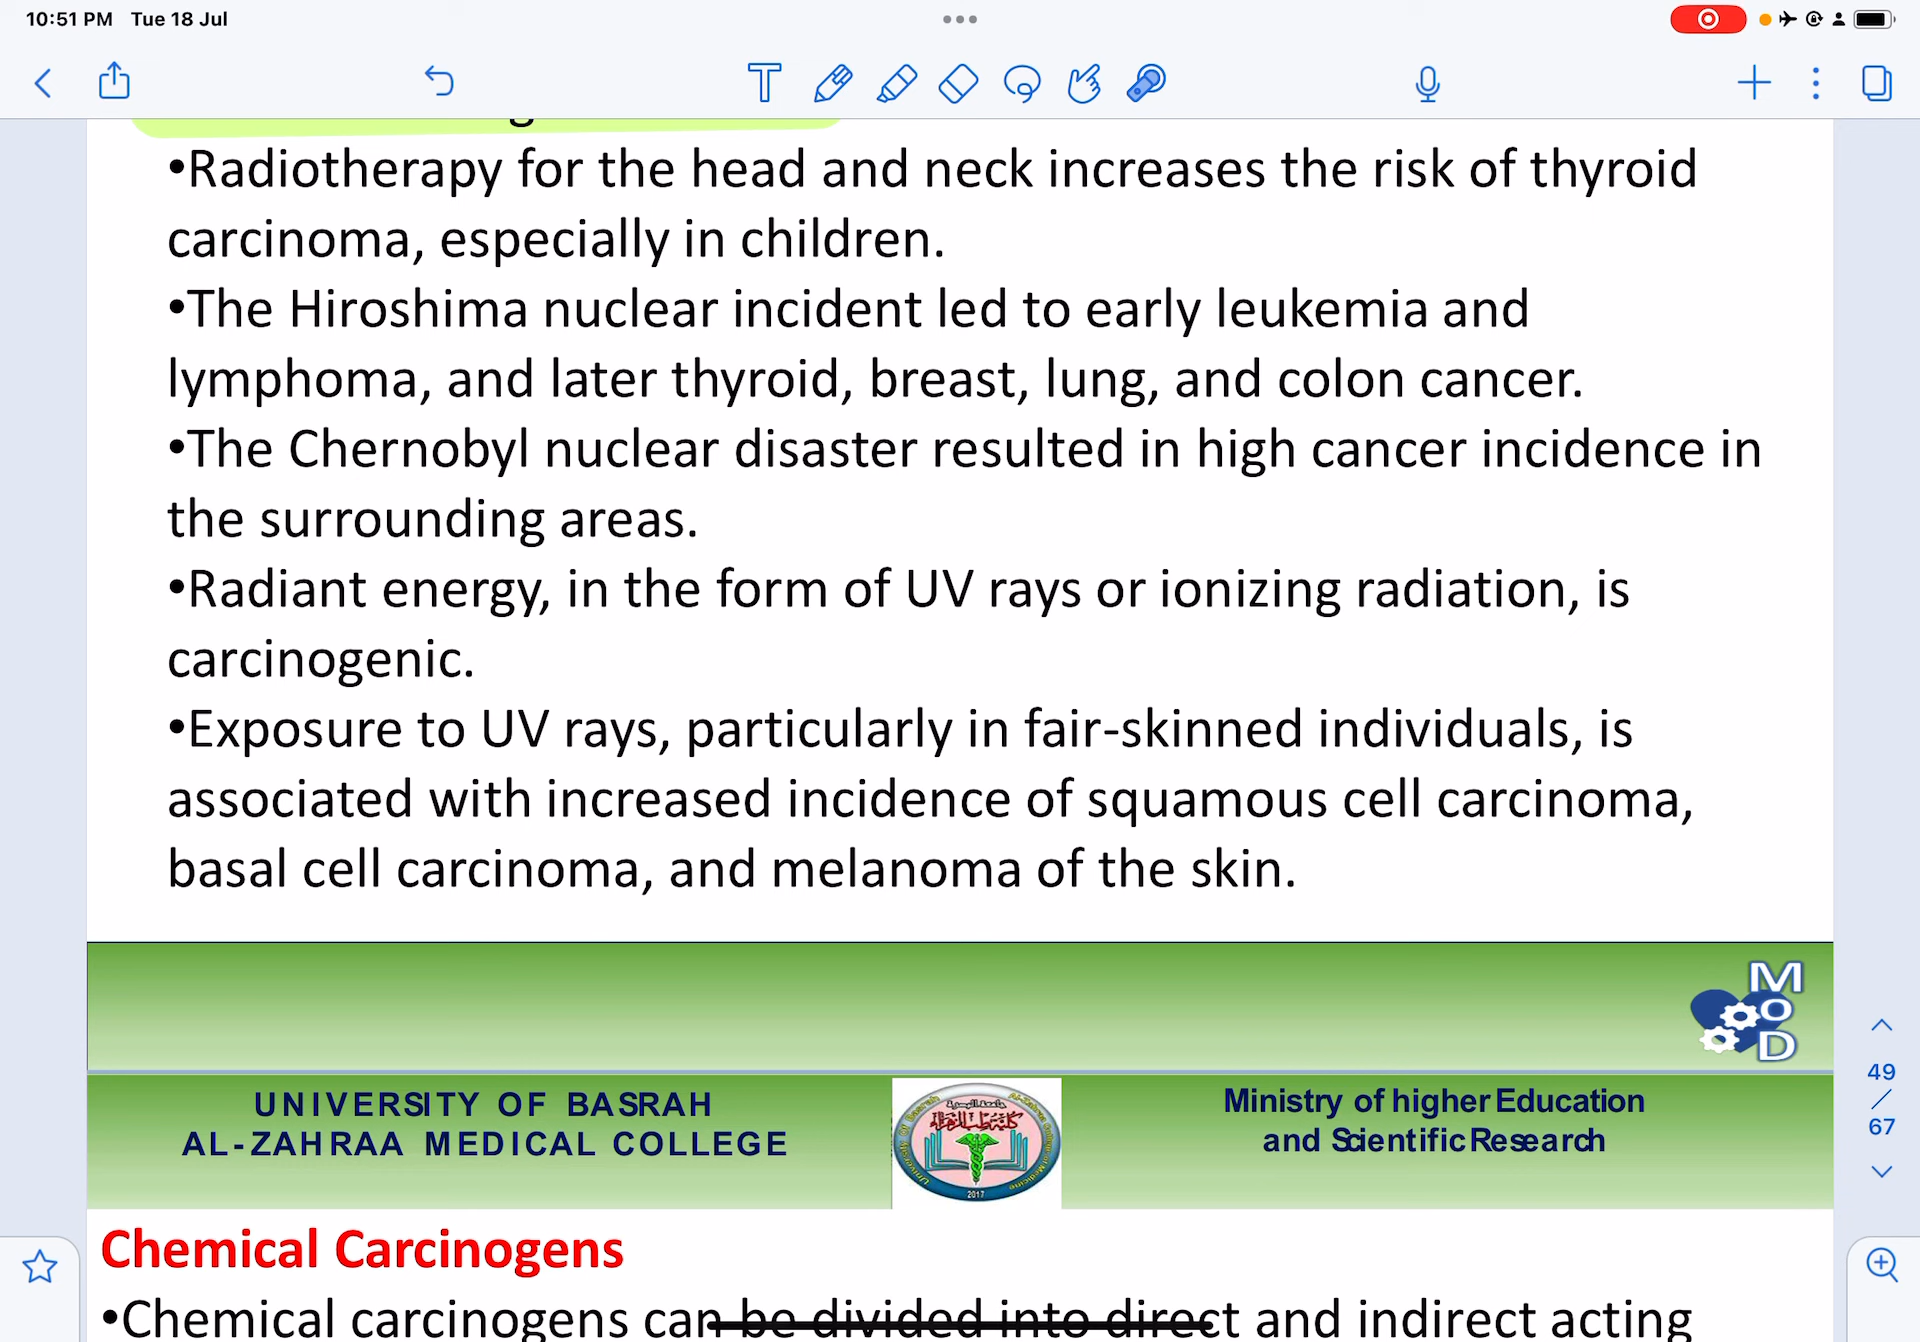 10:51 PM Tue 18 Jul
•Radiotherapy for the head and neck increases the risk of thyroid
carcinoma, especially in children.
•The Hiroshima nuclear incident led to early leukemia and
lymphoma, and later thyroid, breast, lung, and colon cancer.
•The Chernobyl nuclear disaster resulted in high cancer incidence in
the surrounding areas.
•Radiant energy, in the form of UV rays or ionizing radiation, is
carcinogenic.
•Exposure to UV rays, particularly in fair-skinned individuals, is
associated with increased incidence of squamous cell carcinoma,
basal cell carcinoma, and melanoma of the skin.
MOD
49
/
67
UNIVERSITY OF BASRAH
AL-ZAHRAA MEDICAL COLLEGE
2017
Ministry of higher Education
and Scientific Research
Chemical Carcinogens
•Chemical carcinogens can be divided into direct and indirect acting